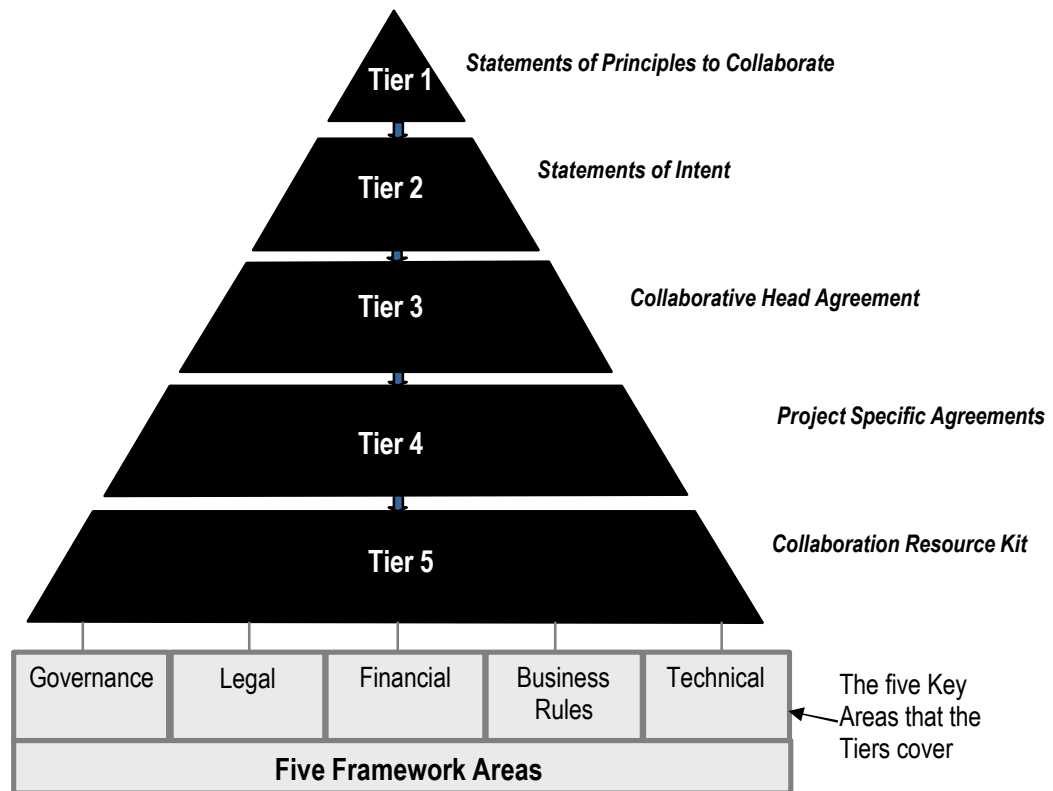 Tier 1
Statements of Principles to Collaborate
Tier 2
Statements of Intent
Tier 3
Collaborative Head Agreement
Tier 4
Project Specific Agreements
Tier 5
Collaboration Resource Kit
Governance
Legal
Financial
Business
Rules
Technical
The five Key
Areas that the
Tiers cover
Five Framework Areas